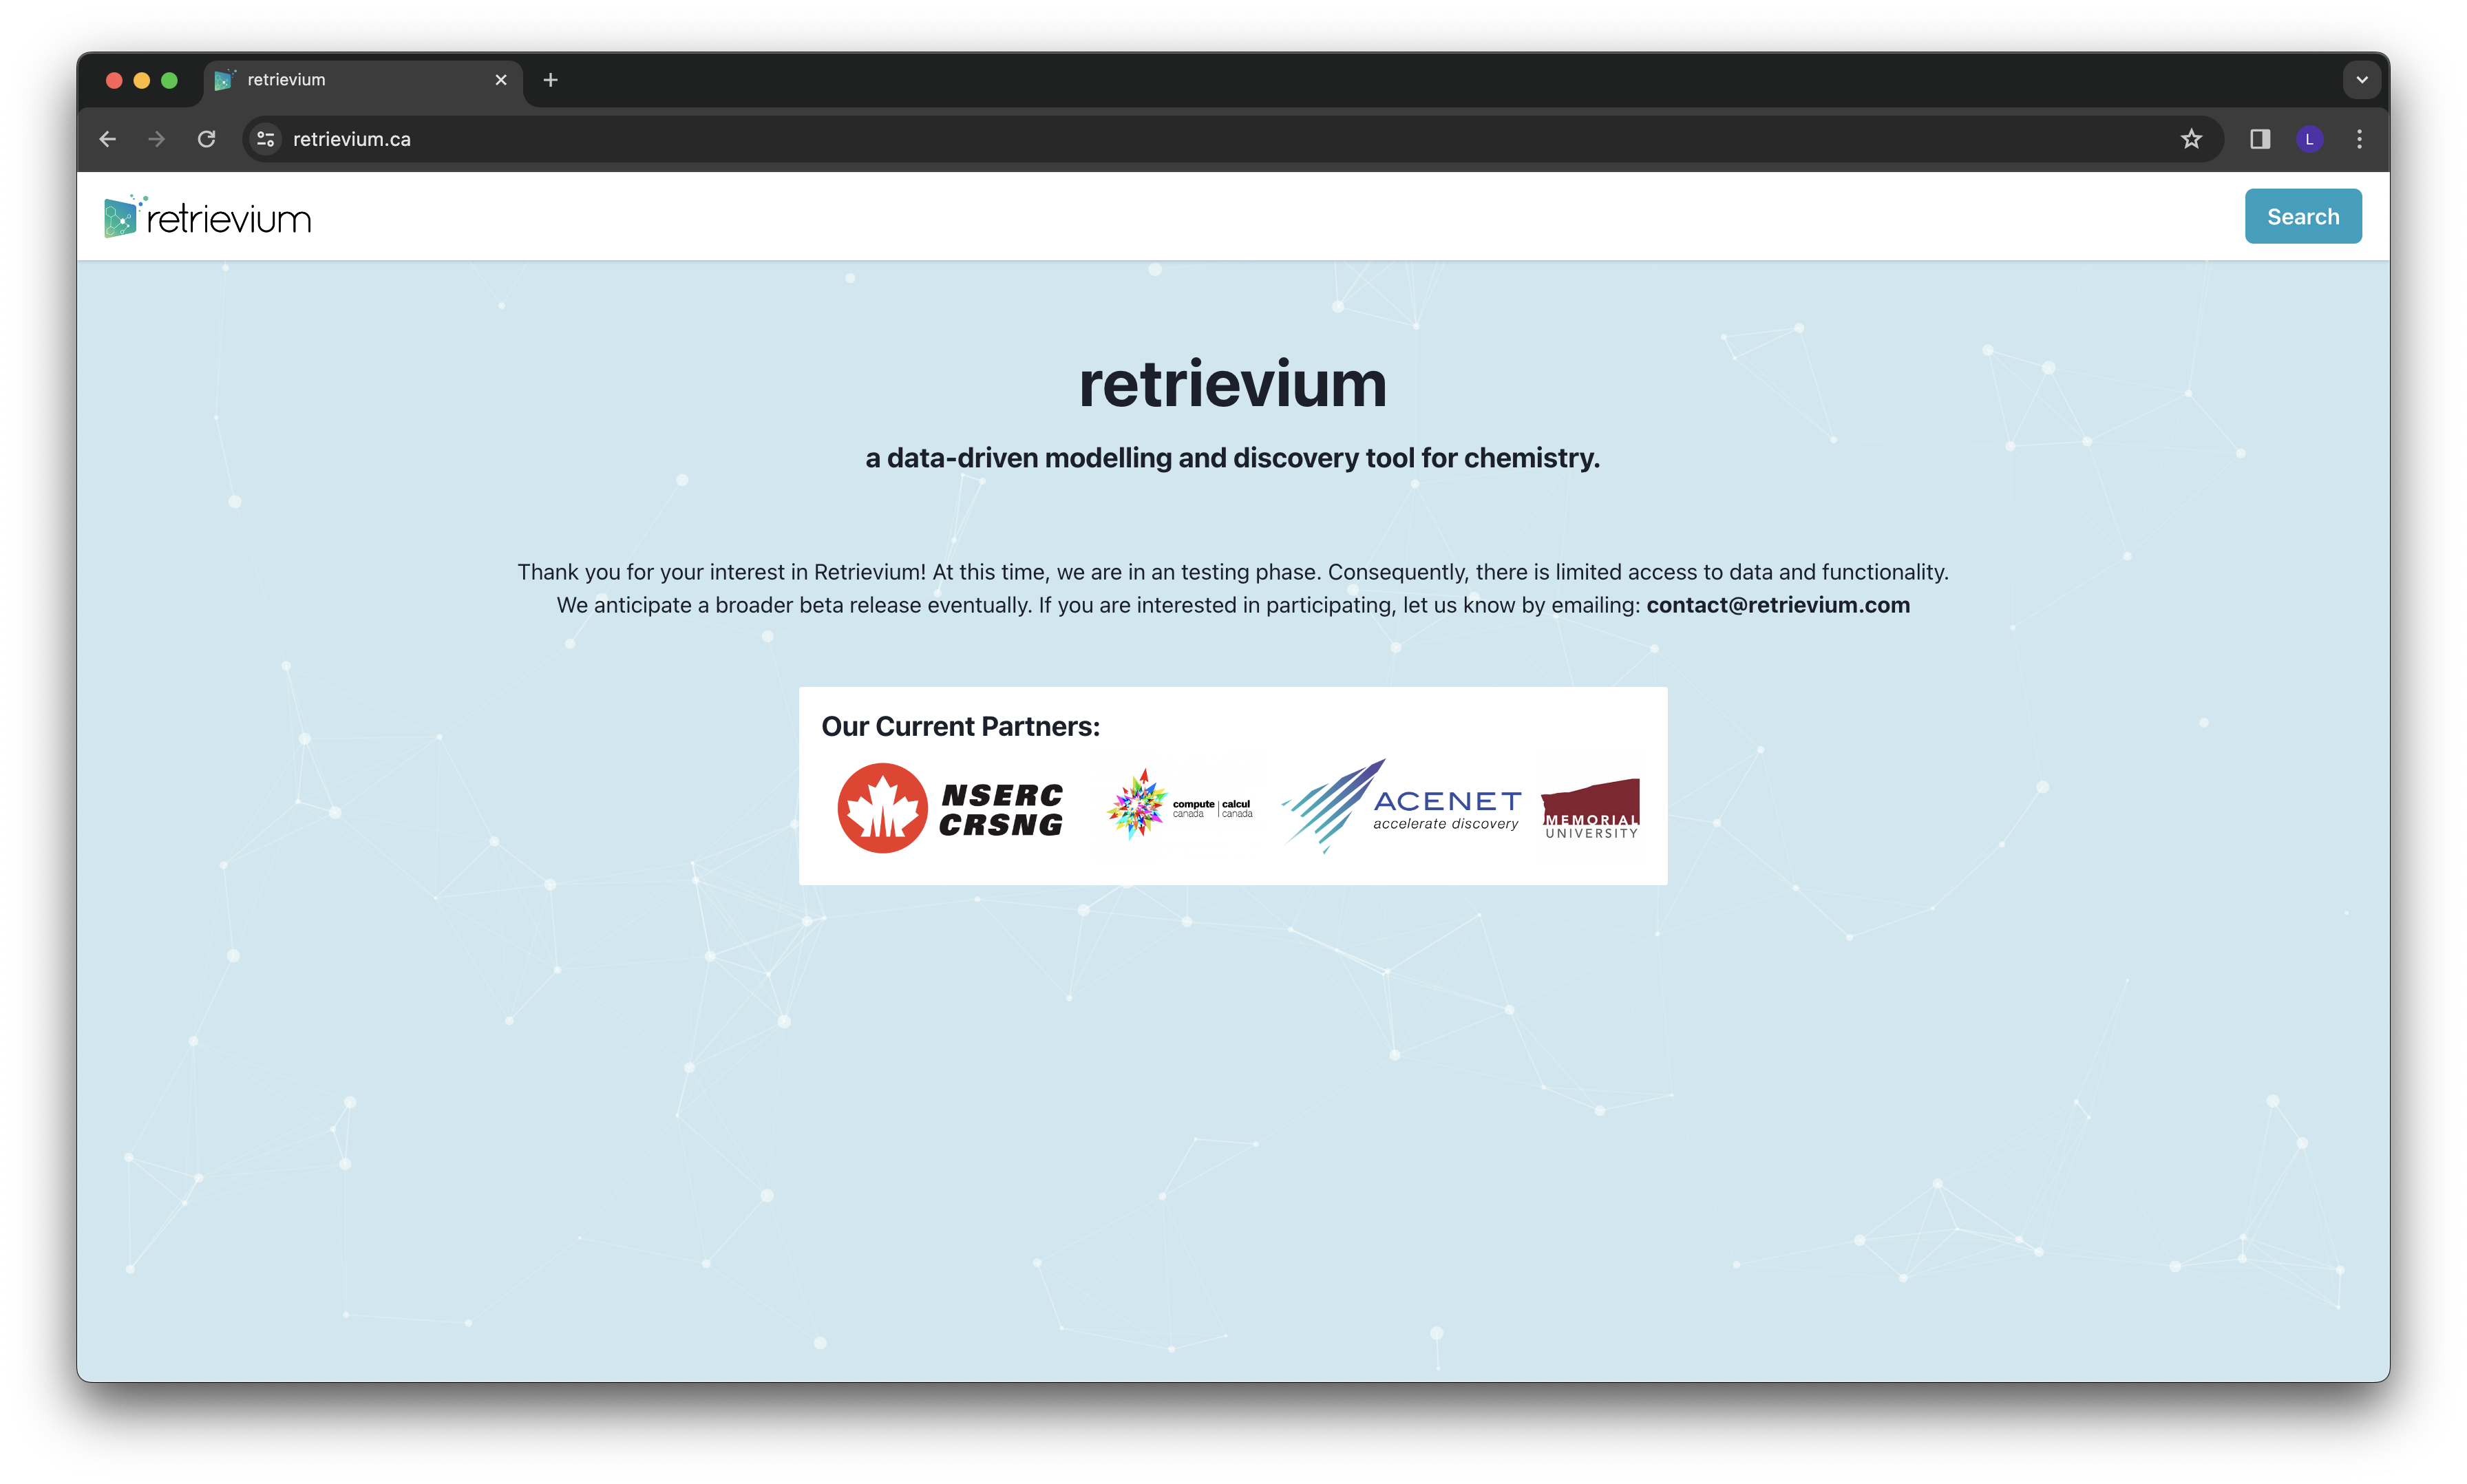 retrievium
retrievium.ca
L
retrievium
Search
retrievium
a data-driven modelling and discovery tool for chemistry.
Thank you for your interest in Retrievium! At this time, we are in an testing phase. Consequently, there is limited access to data and functionality.
We anticipate a broader beta release eventually. If you are interested in participating, let us know by emailing: contact@retrievium.com
Our Current Partners:
NSERC
CRSNG
compute | calcul
canada | canada
ACENET
accelerate discovery
MEMORIAL
UNIVERSITY